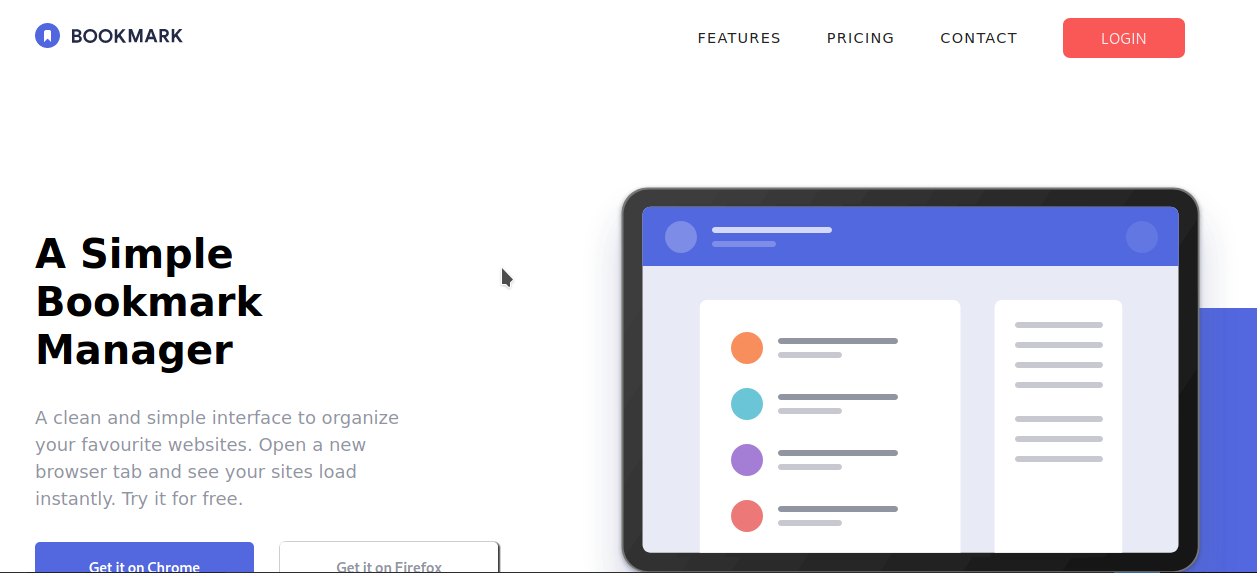 BOOKMARK
FEATURES PRICING CONTACT LOGIN
A Simple
Bookmark
Manager
A clean and simple interface to organize
your favourite websites. Open a new
browser tab and see your sites load
instantly. Try it for free.
Get it on Chrome Get it on Firefox